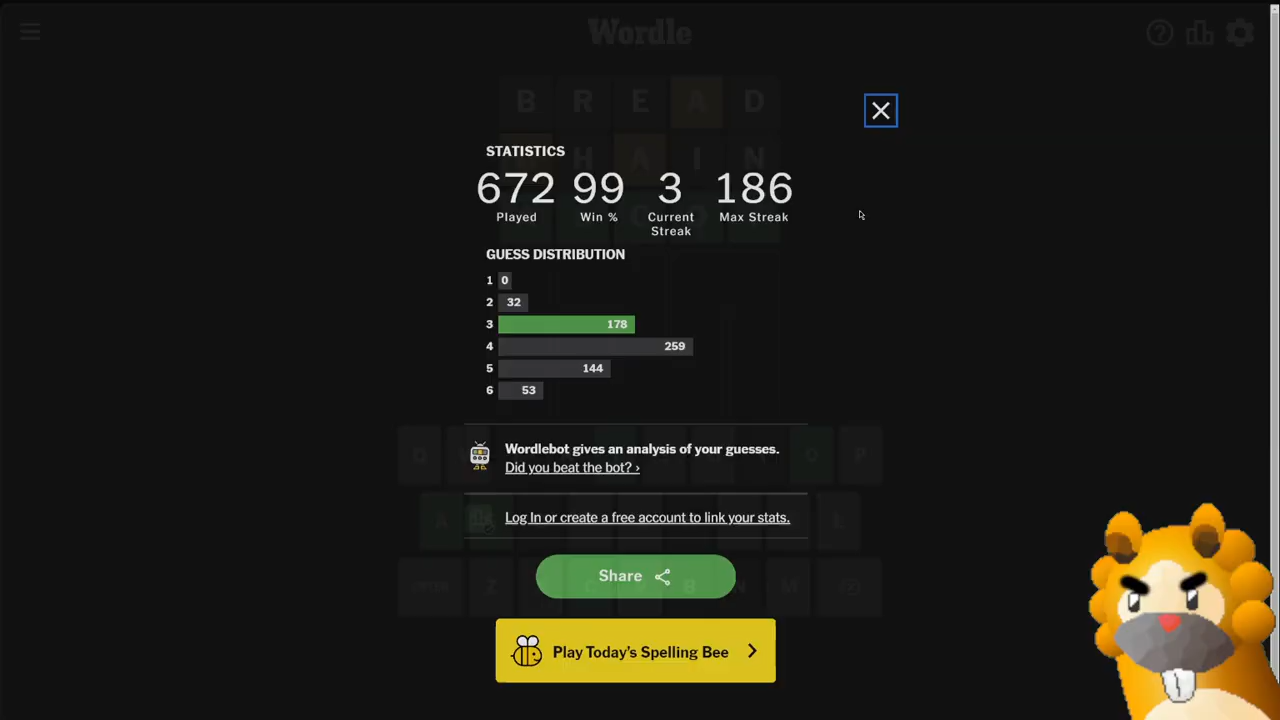 Wordle
B R E A D
H A I N
STATISTICS
672 99 3 186
Played Win % Current Streak Max Streak
GUESS DISTRIBUTION
1 0
2 32
3 178
4 259
5 144
6 53
Wordlebot gives an analysis of your guesses.
Did you beat the bot? ›
Log In or create a free account to link your stats.
Share
Play Today's Spelling Bee